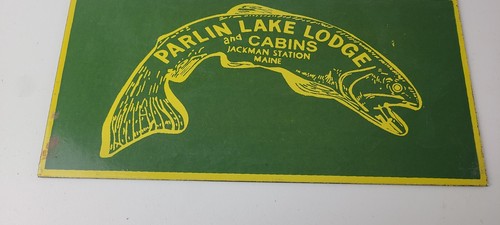 PARLIN LAKE LODGE
and CABINS
JACKMAN STATION
MAINE